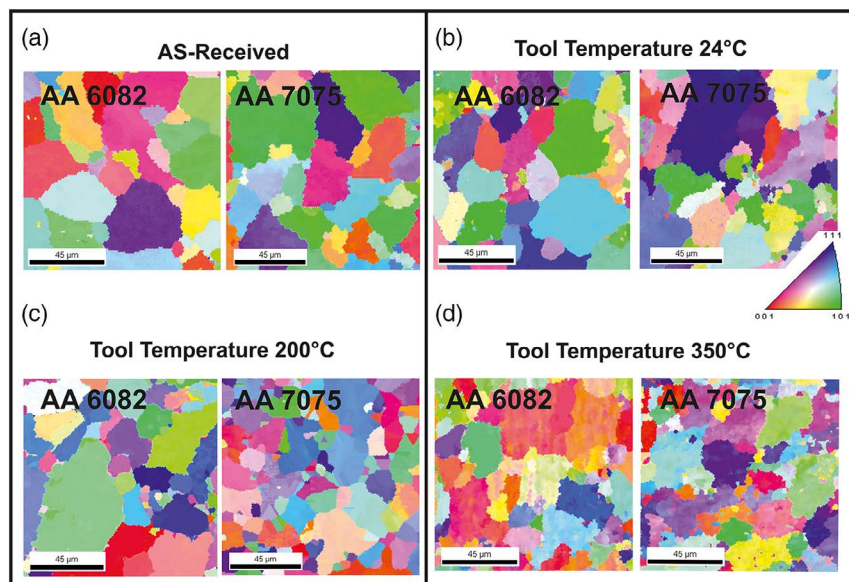 (a)
AS-Received
AA 6082
AA 7075
45 µm
45 µm
(b)
Tool Temperature 24°C
AA 6082
AA 7075
45 µm
45 µm
111
001
101
(c)
Tool Temperature 200°C
AA 6082
AA 7075
45 µm
45 µm
(d)
Tool Temperature 350°C
AA 6082
AA 7075
45 µm
45 µm